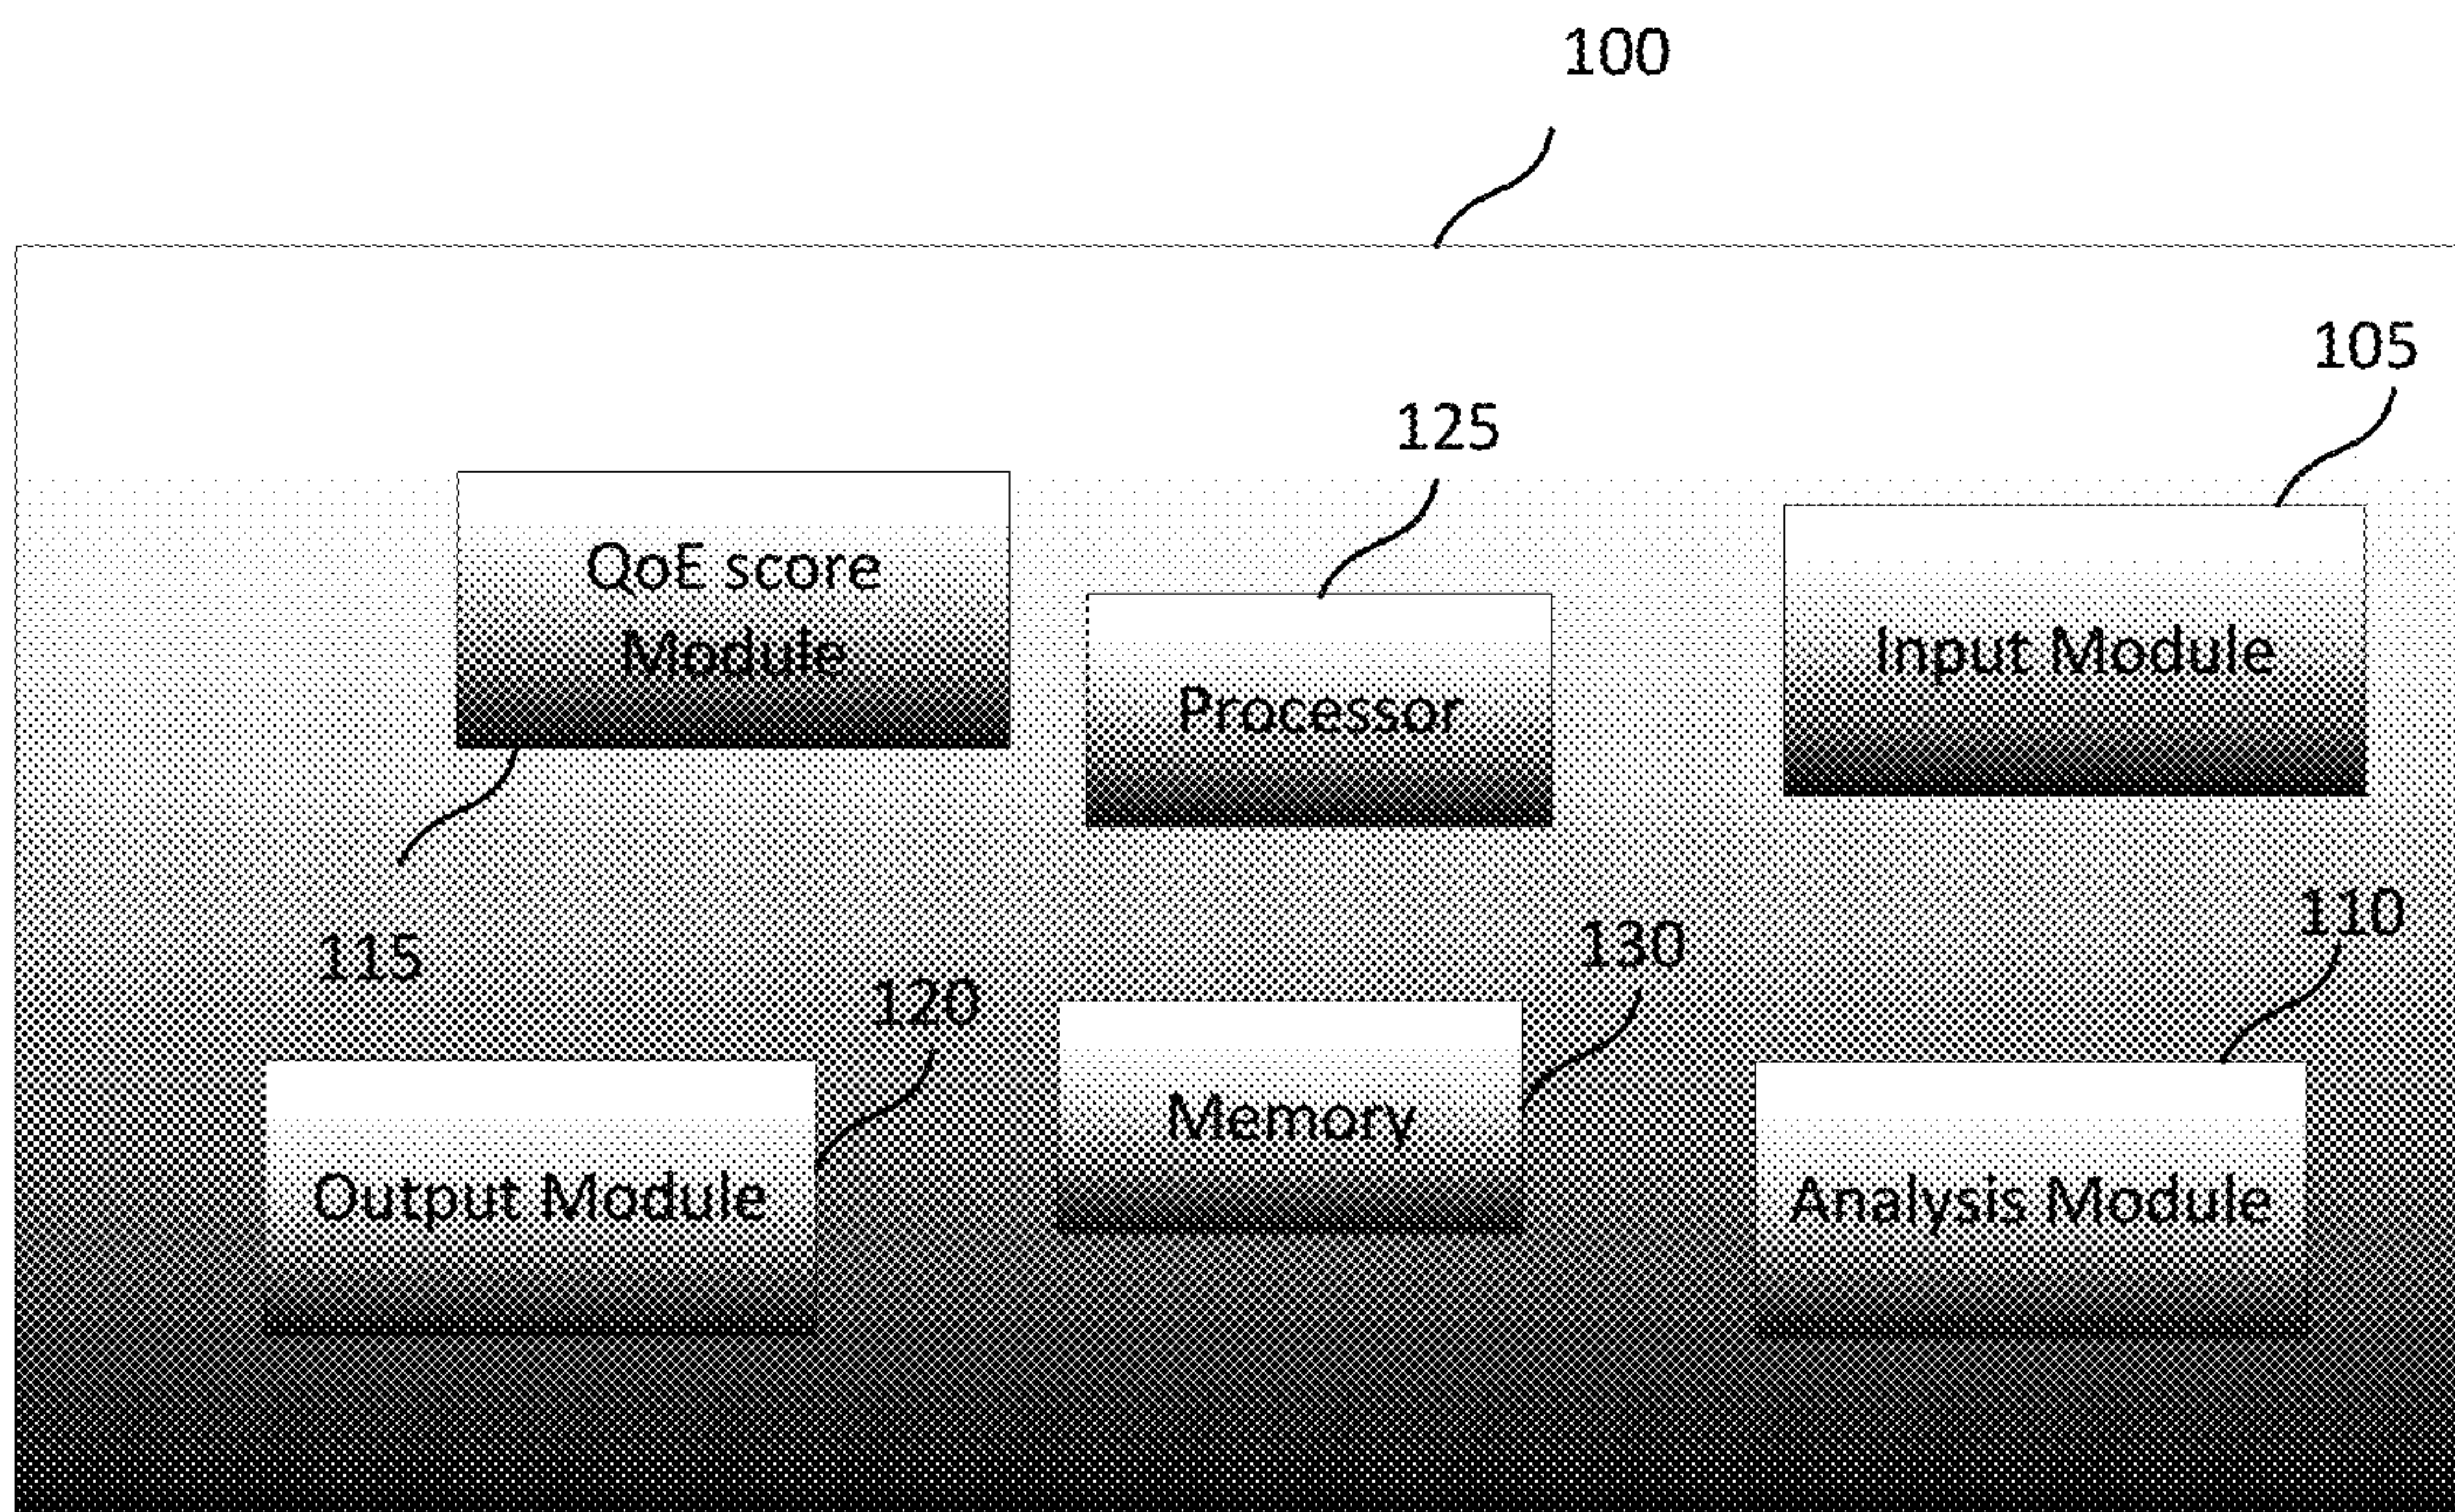 100
105
125
QoE score
Module
Input Module
Processor
110
130
115
120
Memory
Output Module
Analysis Module